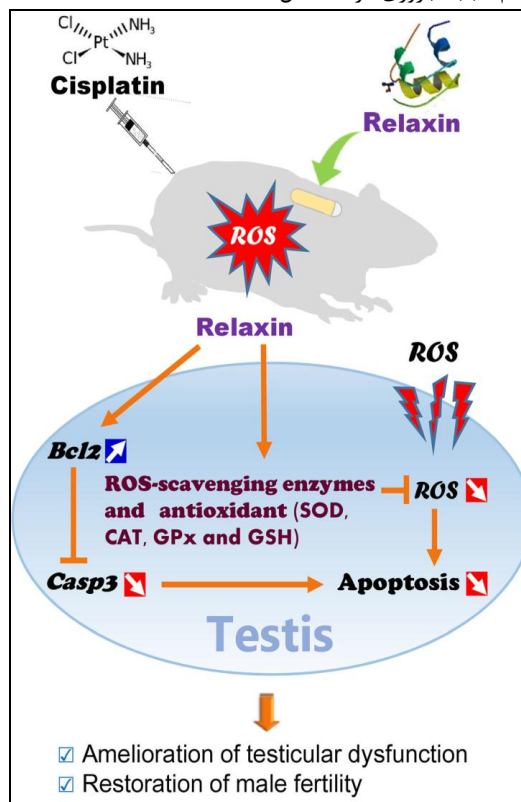 Cl
NH₃
Pt
Cl
NH₃
Cisplatin
Relaxin
ROS
Relaxin
ROS
Bcl2
ROS-scavenging enzymes
and antioxidant (SOD,
CAT, GPx and GSH)
ROS
Casp3
Apoptosis
Testis
Amelioration of testicular dysfunction
Restoration of male fertility